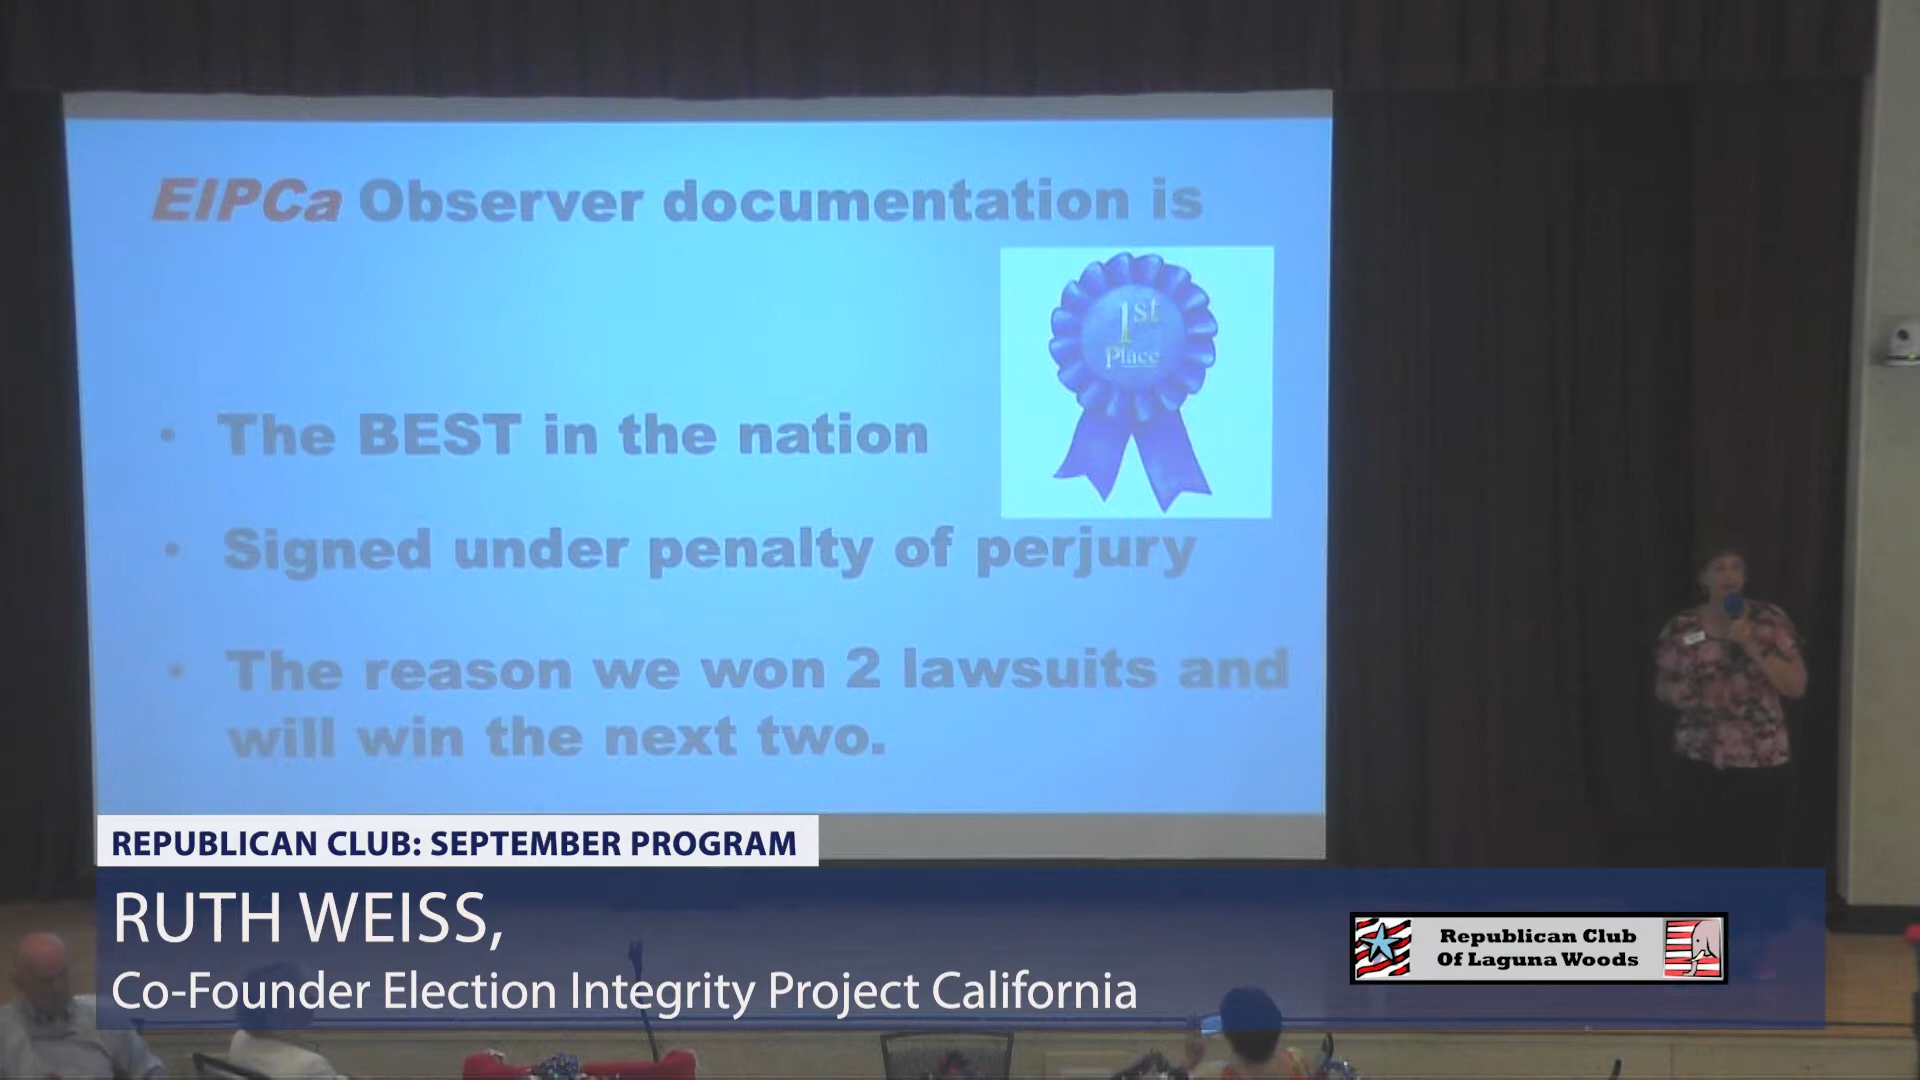 EIPCa Observer documentation is
1st
Place
• The BEST in the nation
• Signed under penalty of perjury
• The reason we won 2 lawsuits and
will win the next two.
REPUBLICAN CLUB: SEPTEMBER PROGRAM
RUTH WEISS,
Co-Founder Election Integrity Project California
Republican Club
Of Laguna Woods